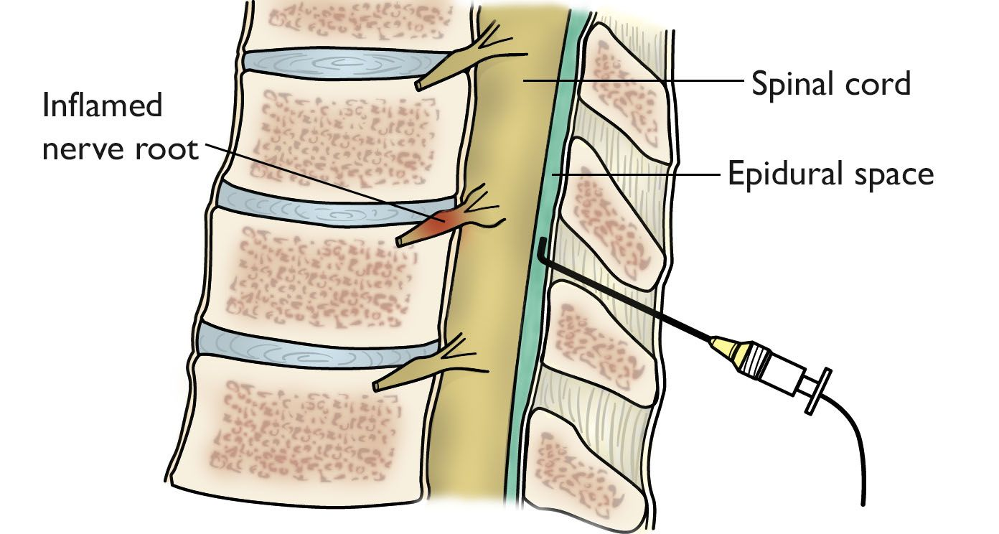 Inflamed
nerve root
Spinal cord
Epidural space